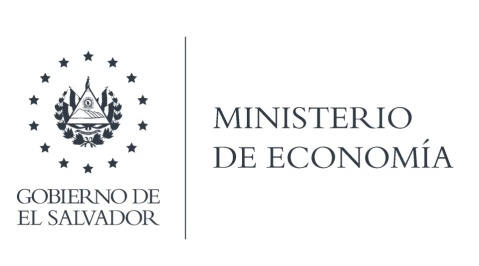 GOBIERNO DE
EL SALVADOR
MINISTERIO
DE ECONOMÍA